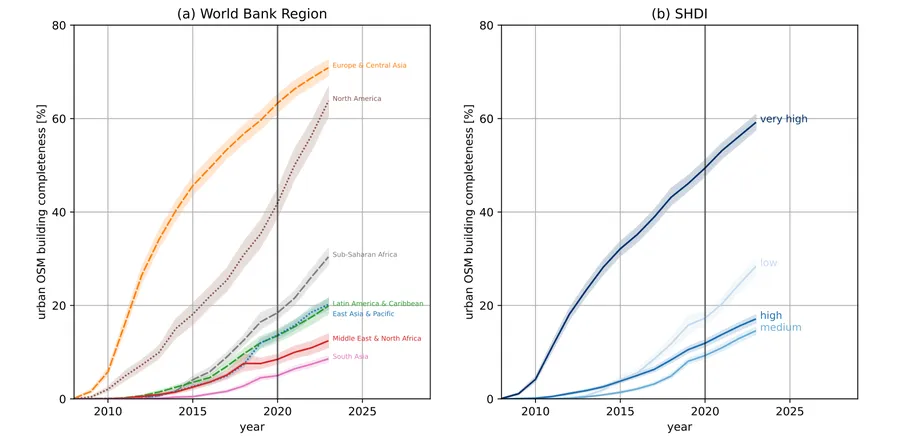 (a) World Bank Region
urban OSM building completeness [%]
80
60
40
20
0
Europe & Central Asia
North America
Sub-Saharan Africa
Latin America & Caribbean
East Asia & Pacific
Middle East & North Africa
South Asia
2010 2015 2020 2025
year
(b) SHDI
urban OSM building completeness [%]
80
60
40
20
0
very high
low
high
medium
2010 2015 2020 2025
year